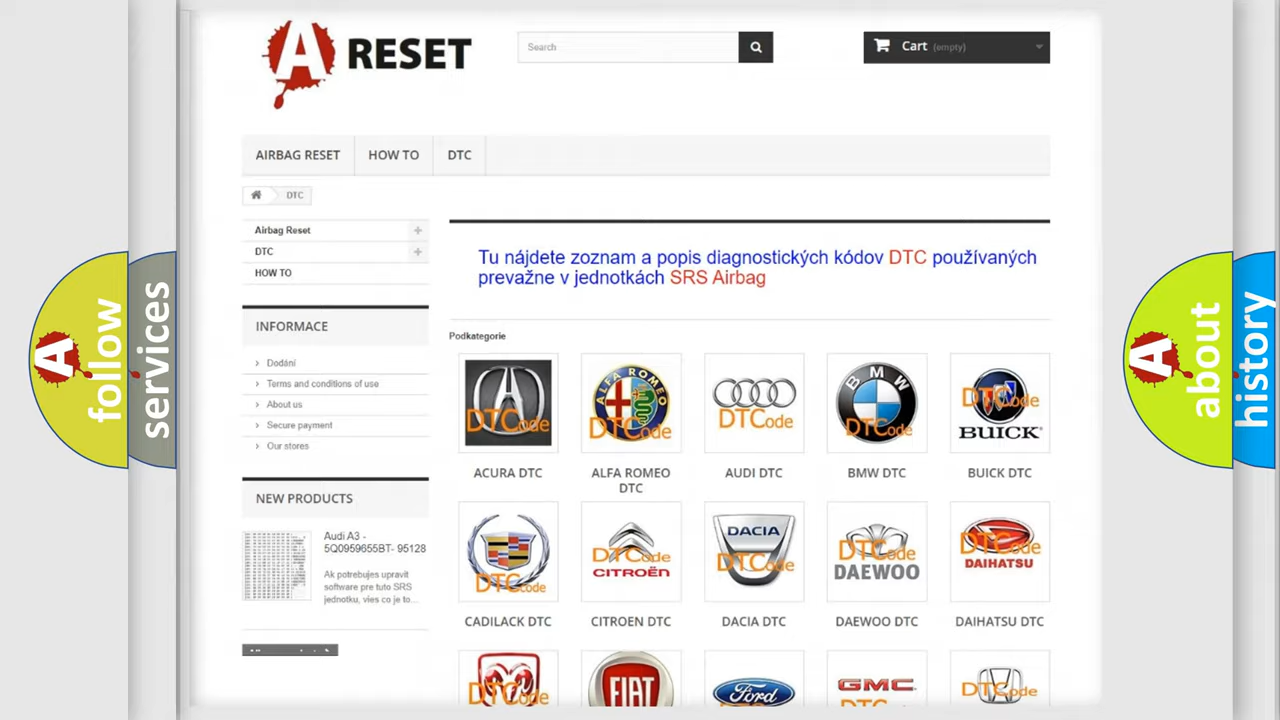 A RESET
Search
Cart (empty)
AIRBAG RESET
HOW TO
DTC
DTC
Airbag Reset
DTC
HOW TO
Tu nájdete zoznam a popis diagnostických kódov DTC používaných
prevažne v jednotkách SRS Airbag
INFORMACE
Dodání
Terms and conditions of use
About us
Secure payment
Our stores
NEW PRODUCTS
Audi A3 -
5Q0959655BT- 95128
Ak potrebujes upravit
software pre tuto SRS
jednotku, vies co je to...
Podkategorie
DTCode
ALFA ROMEO
DTCode
DTCode
BMW
DTCode
DTCode
BUICK
ACURA DTC
ALFA ROMEO
DTC
AUDI DTC
BMW DTC
BUICK DTC
DTCode
DTCode
CITROËN
DACIA
DTCode
DTCode
DAEWOO
DTCode
DAIHATSU
CADILACK DTC
CITROEN DTC
DACIA DTC
DAEWOO DTC
DAIHATSU DTC
DTCode
FIAT
Ford
GMC
DTCode
A follow
services
A about
history